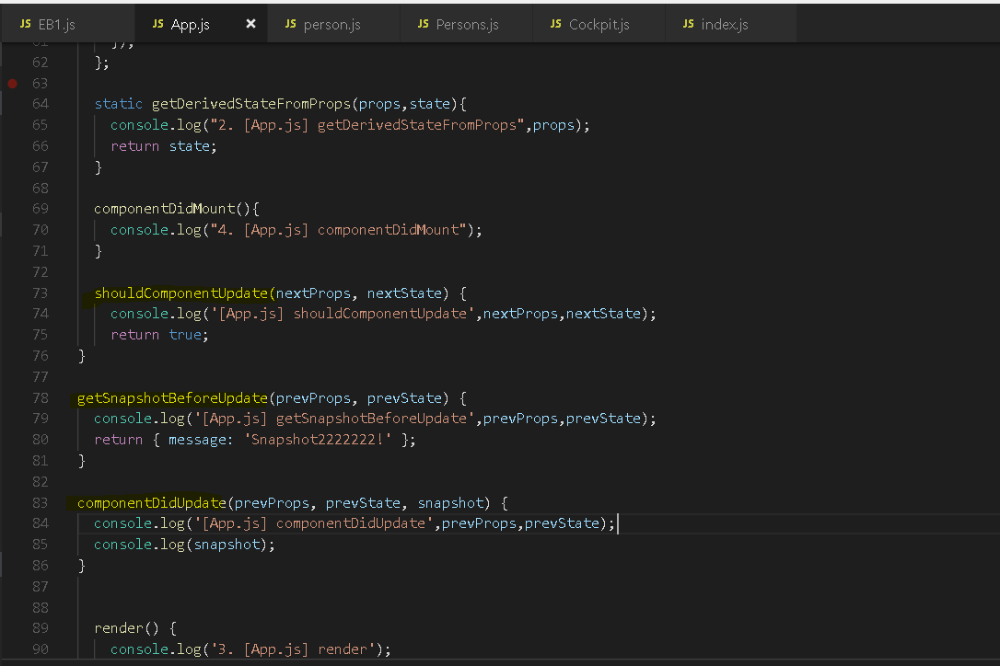 JS EB1.js JS App.js × JS person.js JS Persons.js JS Cockpit.js JS index.js
61 });
62 };
63
64 static getDerivedStateFromProps(props,state){
65 console.log("2. [App.js] getDerivedStateFromProps",props);
66 return state;
67 }
68
69 componentDidMount(){
70 console.log("4. [App.js] componentDidMount");
71 }
72
73 shouldComponentUpdate(nextProps, nextState) {
74 console.log('[App.js] shouldComponentUpdate',nextProps,nextState);
75 return true;
76 }
77
78 getSnapshotBeforeUpdate(prevProps, prevState) {
79 console.log('[App.js] getSnapshotBeforeUpdate',prevProps,prevState);
80 return { message: 'Snapshot2222222!' };
81 }
82
83 componentDidUpdate(prevProps, prevState, snapshot) {
84 console.log('[App.js] componentDidUpdate',prevProps,prevState);
85 console.log(snapshot);
86 }
87
88
89 render() {
90 console.log('3. [App.js] render');